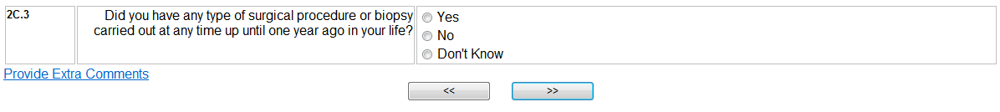 2C.3
Did you have any type of surgical procedure or biopsy
carried out at any time up until one year ago in your life?
Yes
No
Don't Know
Provide Extra Comments
<<
>>